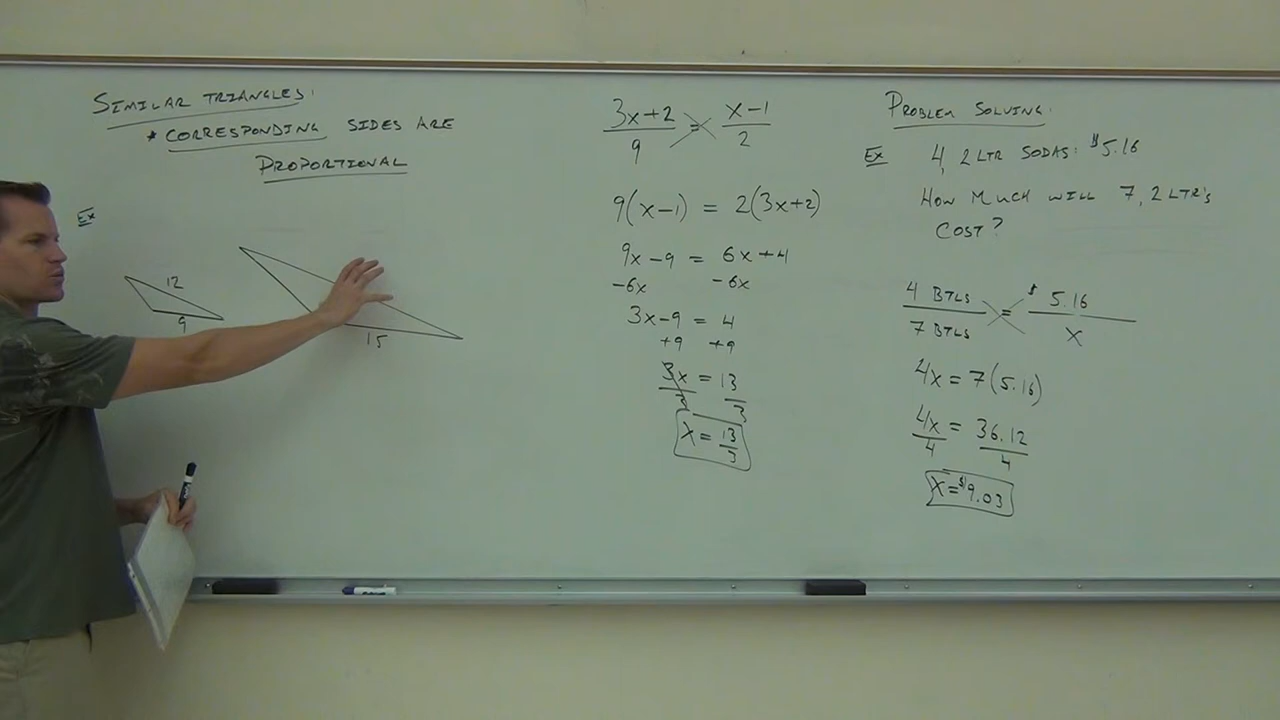 SIMILAR TRIANGLES:
* CORRESPONDING SIDES ARE
PROPORTIONAL
Ex
12
9
15
3x+2 / 9 = x-1 / 2
9(x-1) = 2(3x+2)
9x-9 = 6x+4
-6x -6x
3x-9 = 4
+9 +9
3x / 3 = 13 / 3
x = 13/3
PROBLEM SOLVING:
Ex 4, 2 LTR SODAS: $5.16
HOW MUCH WILL 7, 2 LTR's
COST?
4 BTLS / 7 BTLS = $5.16 / x
4x = 7(5.16)
4x / 4 = 36.12 / 4
x = $9.03